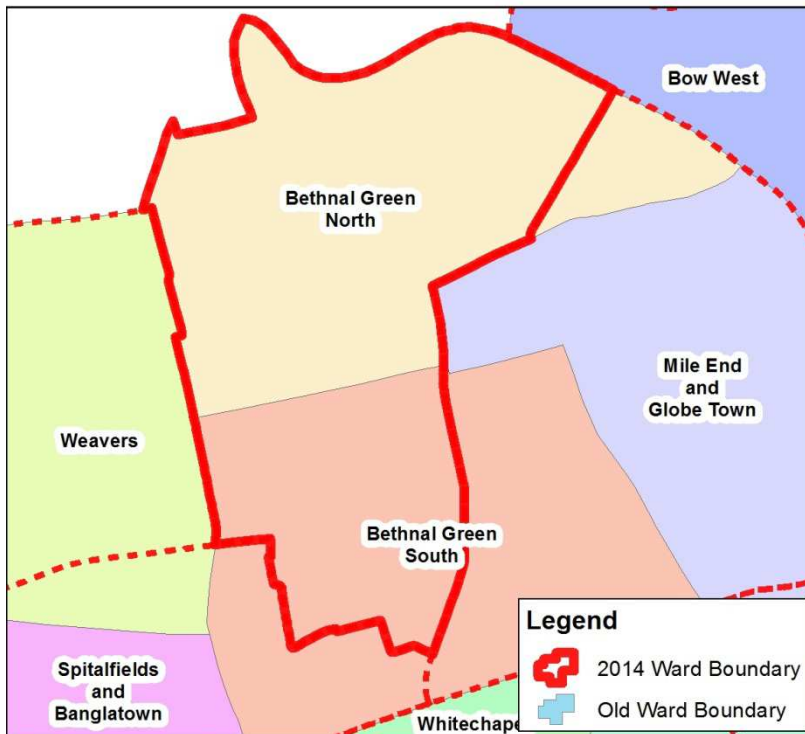 Bow West
Bethnal Green
North
Mile End
and
Globe Town
Weavers
Bethnal Green
South
Spitalfields
and
Banglatown
Whitechape
Legend
2014 Ward Boundary
Old Ward Boundary